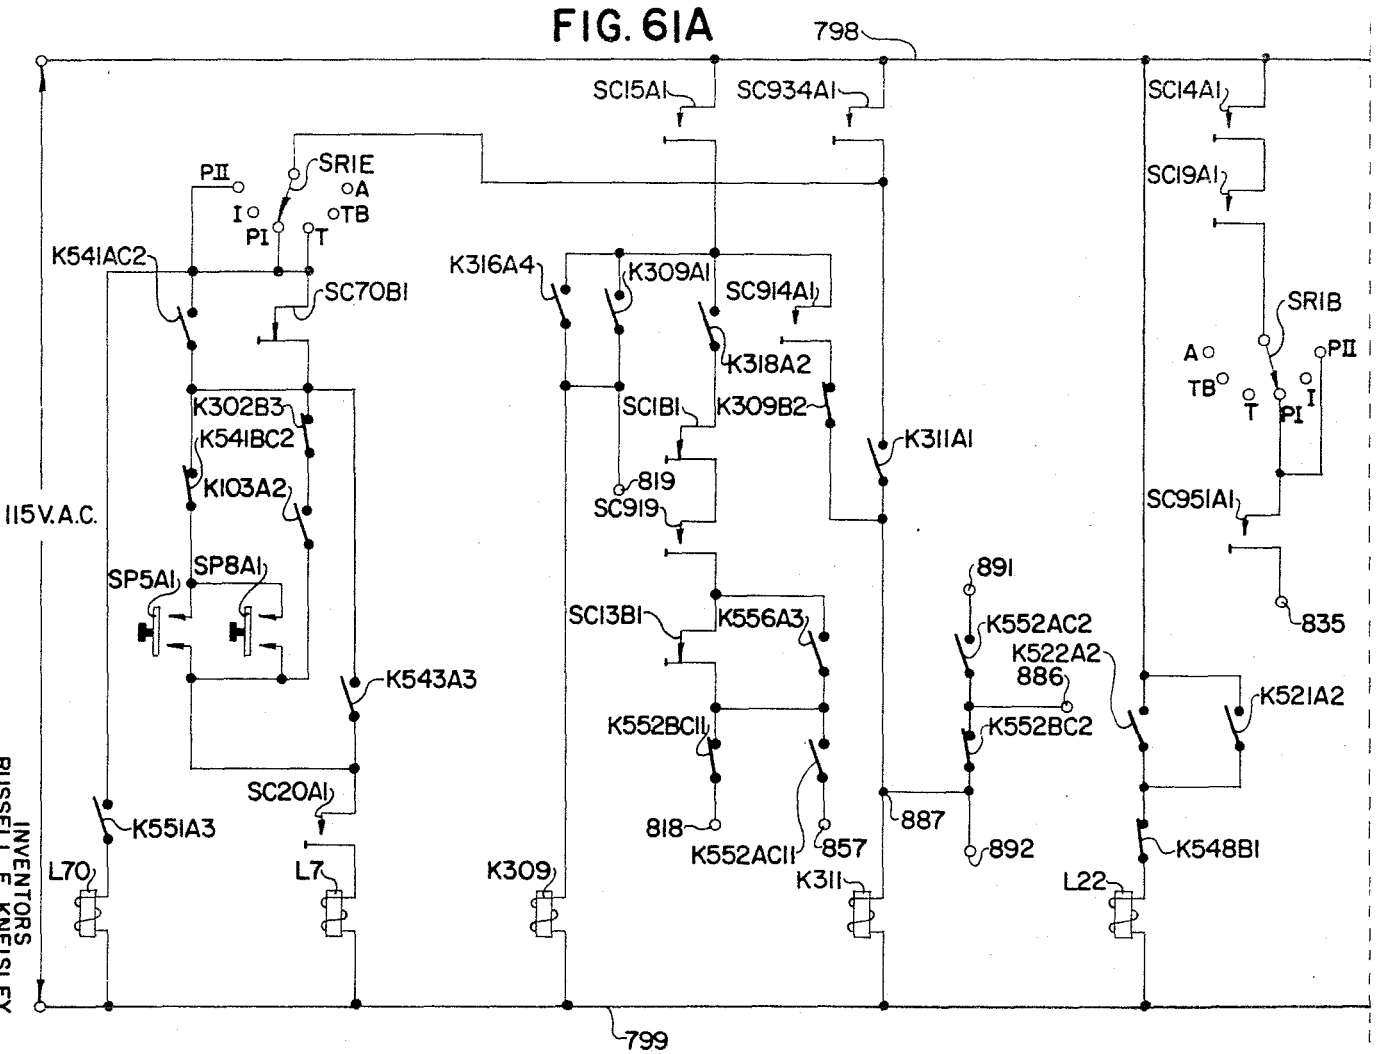 FIG. 61A
798
SC15A1
SC934A1
SC14A1
SR1E
PII
A
I
TB
PI
T
SC19A1
K541AC2
K316A4
K309A1
SC70B1
SC914A1
SR1B
A
PII
K318A2
TB
I
T
PI
K302B3
SC1B1
K309B2
K541BC2
K311A1
K103A2
819
SC919
SC951A1
115V.A.C.
SP5A1
SP8A1
891
SC13B1
K556A3
K552AC2
835
K522A2
K543A3
886
K521A2
K552BC11
K552BC2
SC20A1
K551A3
818
857
887
K548B1
K552AC11
892
L70
L7
K309
K311
L22
799
INVENTORS
RUSSELL E. KNEISLEY